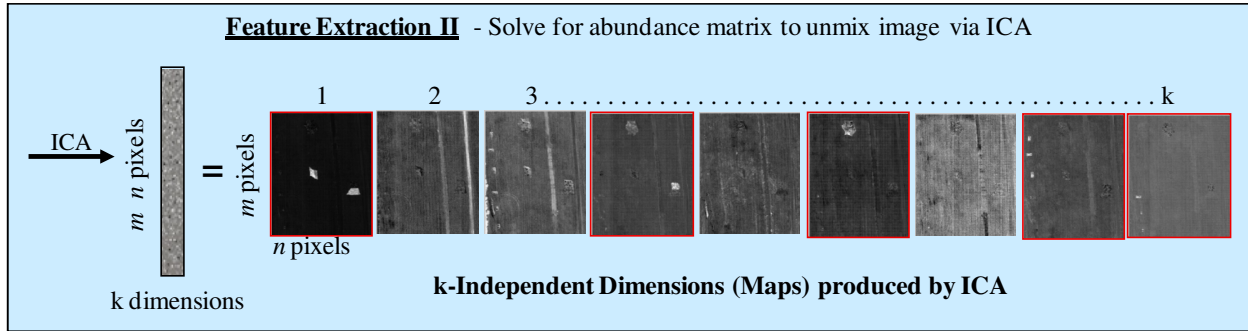 Feature Extraction II - Solve for abundance matrix to unmix image via ICA
1 2 3 . . . . . . . . . . . . . . . . . . . . . . . . . . . . . . . . . . . . . . . . . . . . . . k
ICA
m n pixels
=
m pixels
n pixels
k dimensions
k-Independent Dimensions (Maps) produced by ICA